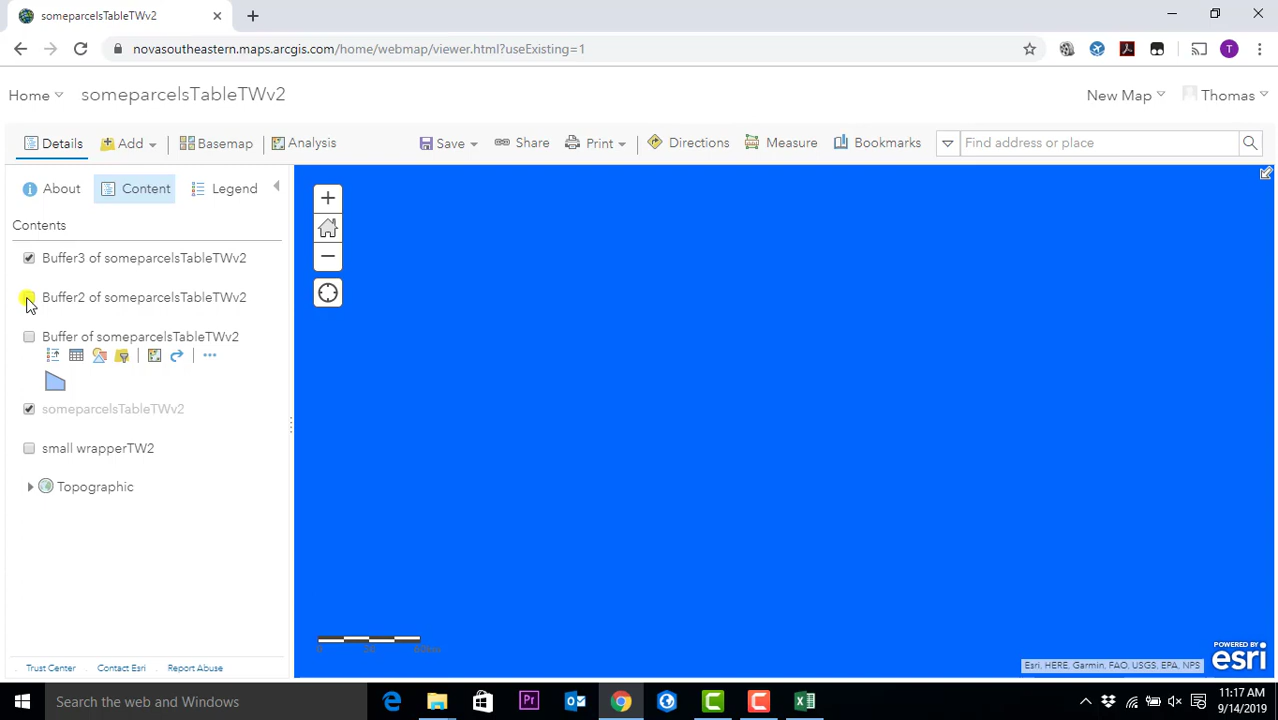 someparcelsTableTWv2
novasoutheastern.maps.arcgis.com/home/webmap/viewer.html?useExisting=1
T
Home someparcelsTableTWv2 New Map Thomas
Details Add Basemap Analysis Save Share Print Directions Measure Bookmarks Find address or place
About Content Legend
Contents
Buffer3 of someparcelsTableTWv2
Buffer2 of someparcelsTableTWv2
Buffer of someparcelsTableTWv2
someparcelsTableTWv2
small wrapperTW2
Topographic
0
POWERED BY
esri
Esri, HERE, Garmin, FAO, USGS, EPA, NPS
Trust Center Contact Esri Report Abuse
Search the web and Windows
11:17 AM
9/14/2019